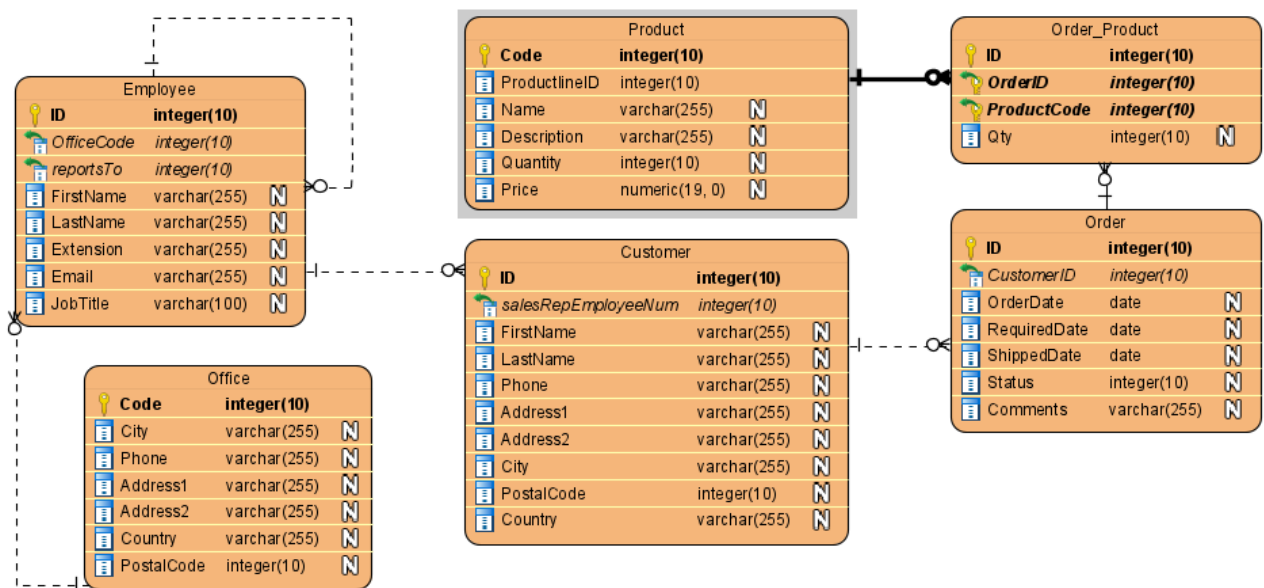 Employee
ID integer(10)
OfficeCode integer(10)
reportsTo integer(10)
FirstName varchar(255) N
LastName varchar(255) N
Extension varchar(255) N
Email varchar(255) N
JobTitle varchar(100) N
Office
Code integer(10)
City varchar(255) N
Phone varchar(255) N
Address1 varchar(255) N
Address2 varchar(255) N
Country varchar(255) N
PostalCode integer(10) N
Product
Code integer(10)
ProductlineID integer(10)
Name varchar(255) N
Description varchar(255) N
Quantity integer(10) N
Price numeric(19, 0) N
Customer
ID integer(10)
salesRepEmployeeNum integer(10)
FirstName varchar(255) N
LastName varchar(255) N
Phone varchar(255) N
Address1 varchar(255) N
Address2 varchar(255) N
City varchar(255) N
PostalCode integer(10) N
Country varchar(255) N
Order_Product
ID integer(10)
OrderID integer(10)
ProductCode integer(10)
Qty integer(10) N
Order
ID integer(10)
CustomerID integer(10)
OrderDate date N
RequiredDate date N
ShippedDate date N
Status integer(10) N
Comments varchar(255) N